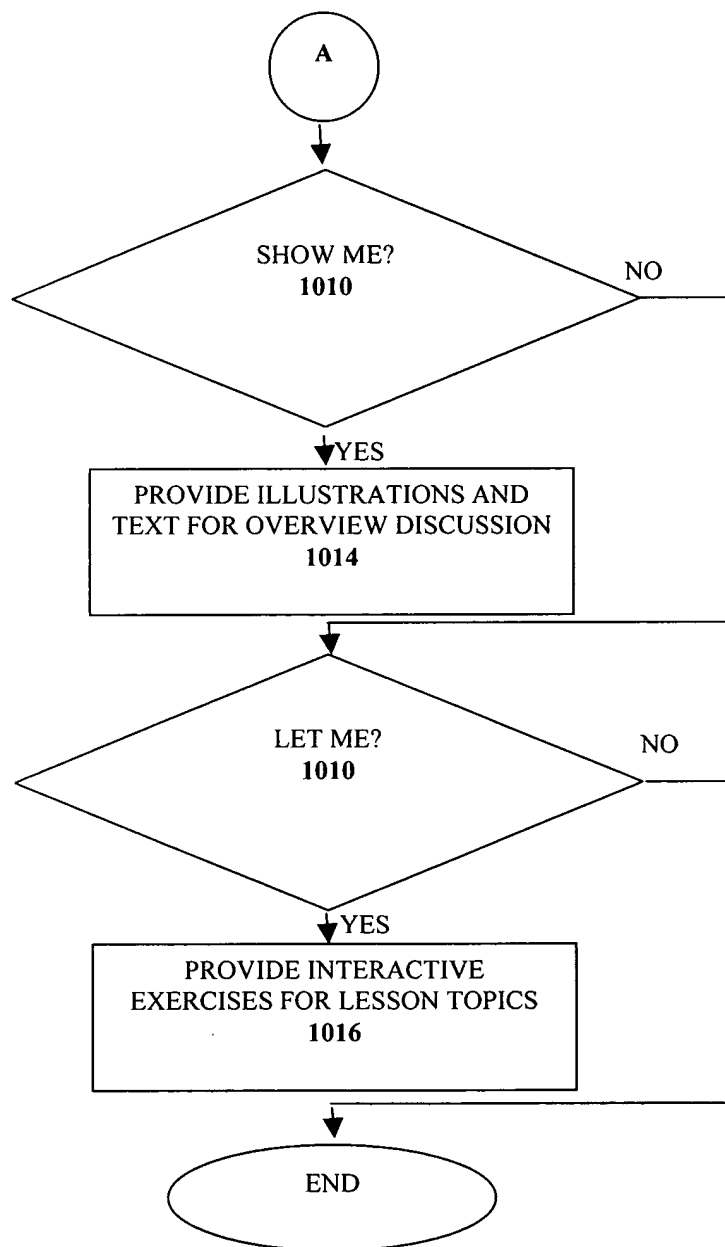 A
SHOW ME?
1010
NO
YES
PROVIDE ILLUSTRATIONS AND
TEXT FOR OVERVIEW DISCUSSION
1014
LET ME?
1010
NO
YES
PROVIDE INTERACTIVE
EXERCISES FOR LESSON TOPICS
1016
END